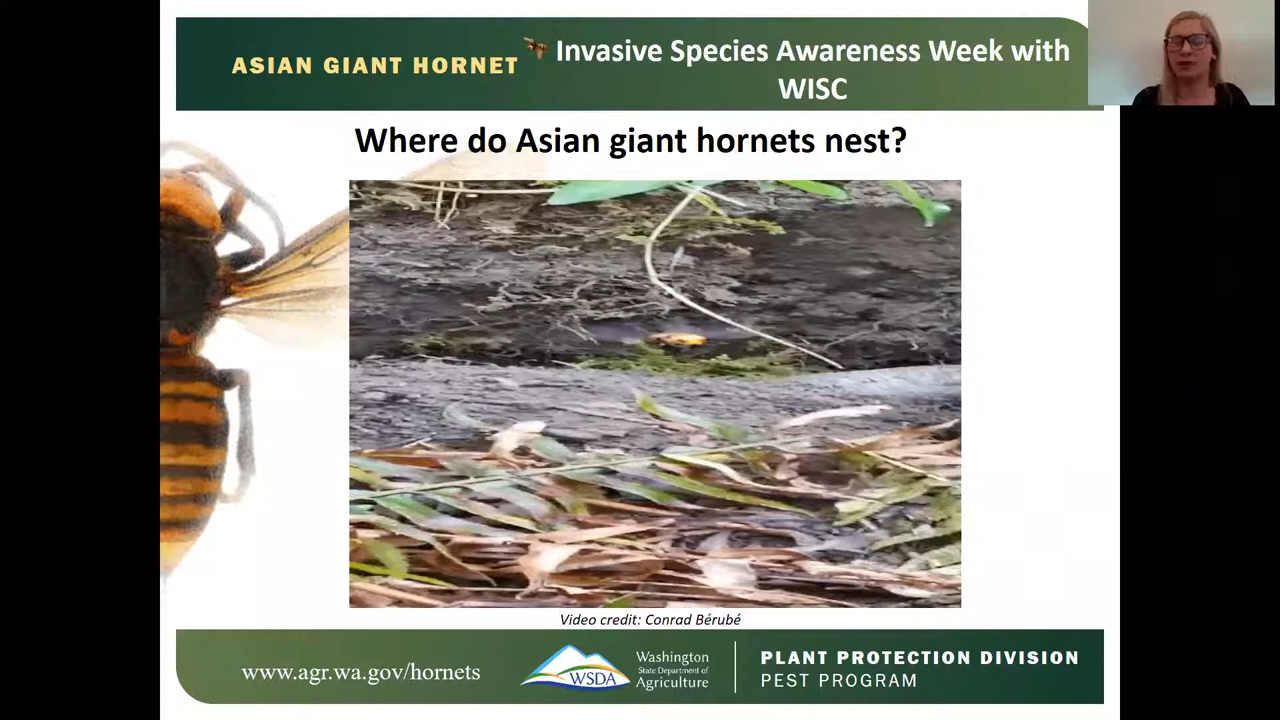 ASIAN GIANT HORNET
Invasive Species Awareness Week with
WISC
Where do Asian giant hornets nest?
Video credit: Conrad Bérubé
www.agr.wa.gov/hornets
WSDA
Washington
State Department of
Agriculture
PLANT PROTECTION DIVISION
PEST PROGRAM